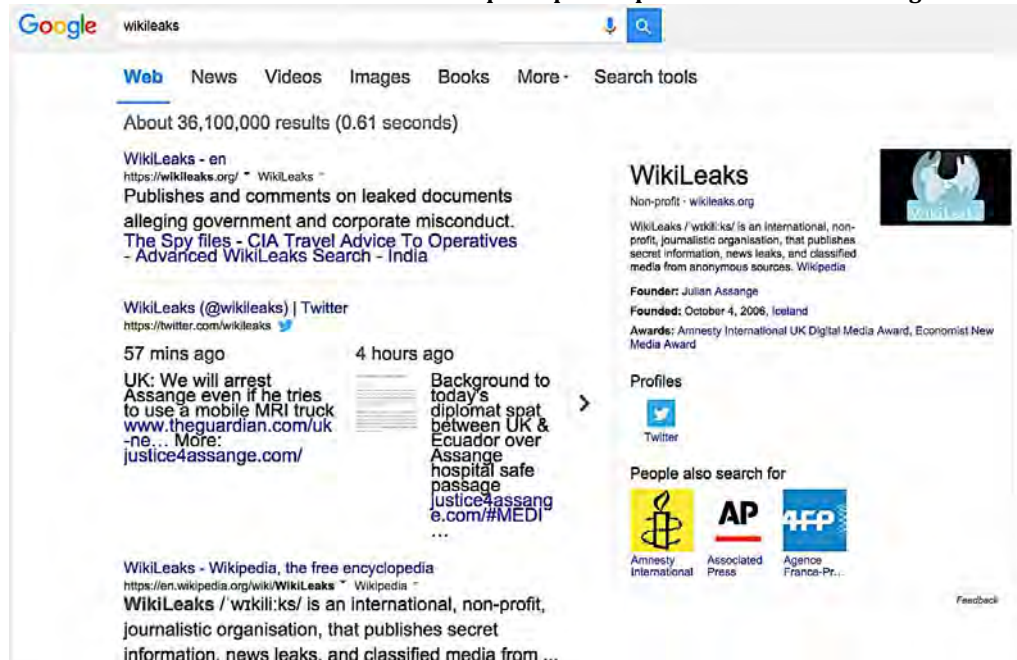 Google wikileaks
Web News Videos Images Books More Search tools
About 36,100,000 results (0.61 seconds)
WikiLeaks - en
https://wikileaks.org/ WikiLeaks
Publishes and comments on leaked documents
alleging government and corporate misconduct.
The Spy files - CIA Travel Advice To Operatives
- Advanced WikiLeaks Search - India
WikiLeaks (@wikileaks) | Twitter
https://twitter.com/wikileaks
57 mins ago
UK: We will arrest
Assange even if he tries
to use a mobile MRI truck
www.theguardian.com/uk
-ne... More:
justice4assange.com/
4 hours ago
Background to
today's
diplomat spat
between UK &
Ecuador over
Assange
hospital safe
passage
justice4assang
e.com/#MEDI
...
WikiLeaks - Wikipedia, the free encyclopedia
https://en.wikipedia.org/wiki/WikiLeaks Wikipedia
WikiLeaks /ˈwɪkiliːks/ is an international, non-profit,
journalistic organisation, that publishes secret
information, news leaks, and classified media from ...
WikiLeaks
Non-profit · wikileaks.org
WikiLeaks /ˈwɪkiliːks/ is an international, non-
profit, journalistic organisation, that publishes
secret information, news leaks, and classified
media from anonymous sources. Wikipedia
Founder: Julian Assange
Founded: October 4, 2006, Iceland
Awards: Amnesty International UK Digital Media Award, Economist New
Media Award
Profiles
Twitter
People also search for
AP
AFP
Amnesty
International
Associated
Press
Agence
France-Pr...
Feedback